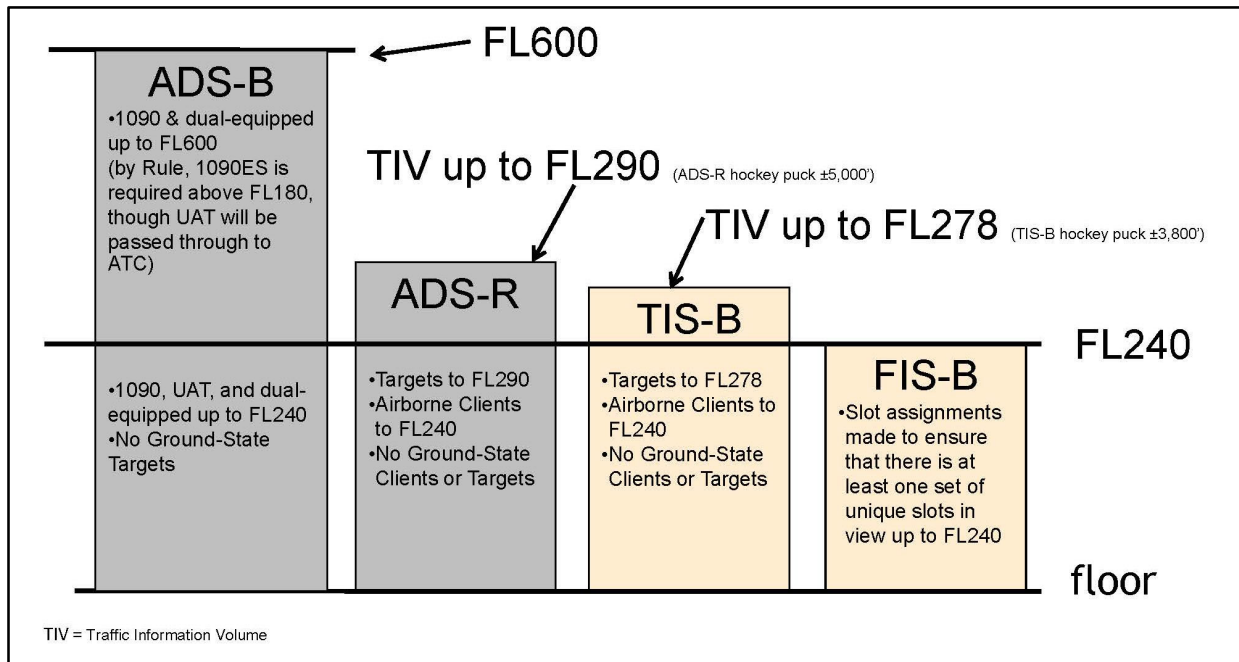 FL600
ADS-B
•1090 & dual-equipped
up to FL600
(by Rule, 1090ES is
required above FL180,
though UAT will be
passed through to
ATC)
TIV up to FL290 (ADS-R hockey puck ±5,000’)
TIV up to FL278 (TIS-B hockey puck ±3,800’)
ADS-R
TIS-B
FL240
•1090, UAT, and dual-
equipped up to FL240
•No Ground-State
Targets
•Targets to FL290
•Airborne Clients
to FL240
•No Ground-State
Clients or Targets
•Targets to FL278
•Airborne Clients to
FL240
•No Ground-State
Clients or Targets
FIS-B
•Slot assignments
made to ensure
that there is at
least one set of
unique slots in
view up to FL240
floor
TIV = Traffic Information Volume